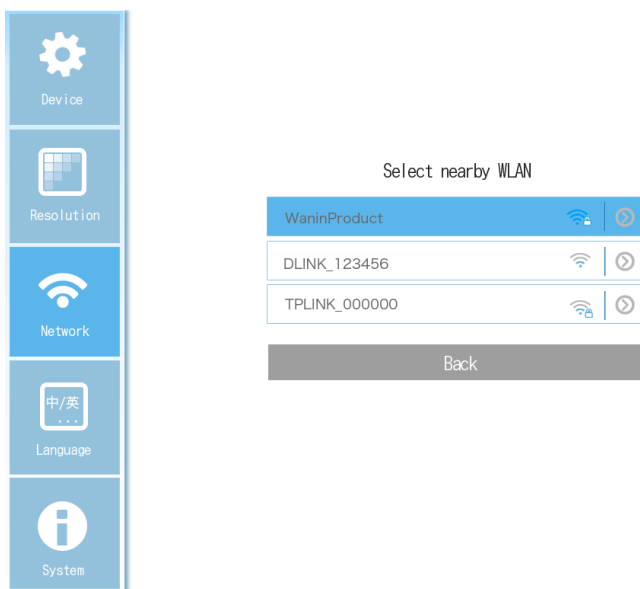 Device
Resolution
Network
中/英
...
Language
System
Select nearby WLAN
WaninProduct
DLINK_123456
TPLINK_000000
Back